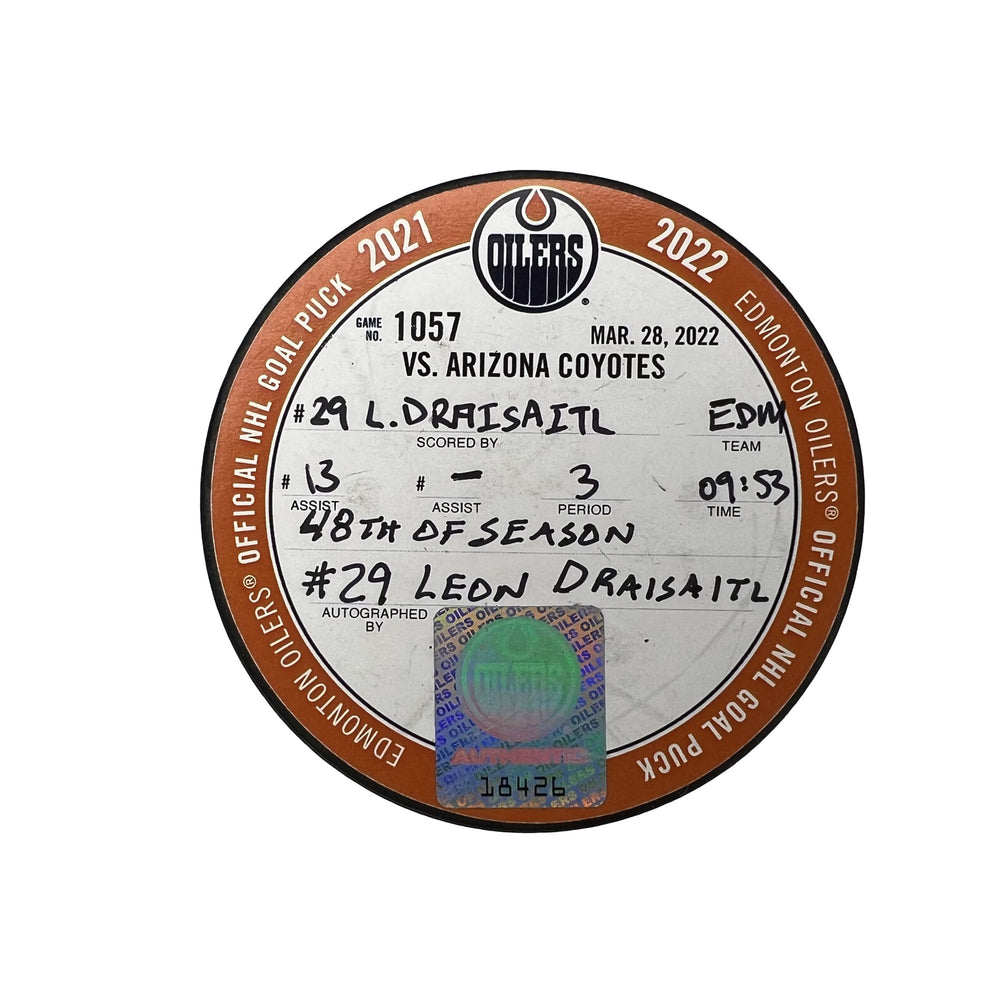 2021
2022
OILERS®
EDMONTON OILERS® OFFICIAL NHL GOAL PUCK
EDMONTON OILERS® OFFICIAL NHL GOAL PUCK
GAME NO. 1057
MAR. 28, 2022
VS. ARIZONA COYOTES
#29 L.DRAISAITL EDM
SCORED BY TEAM
# 13 # - 3 09:53
ASSIST ASSIST PERIOD TIME
48TH OF SEASON
#29 LEON DRAISAITL
AUTOGRAPHED BY
OILERS
AUTHENTIC
18426